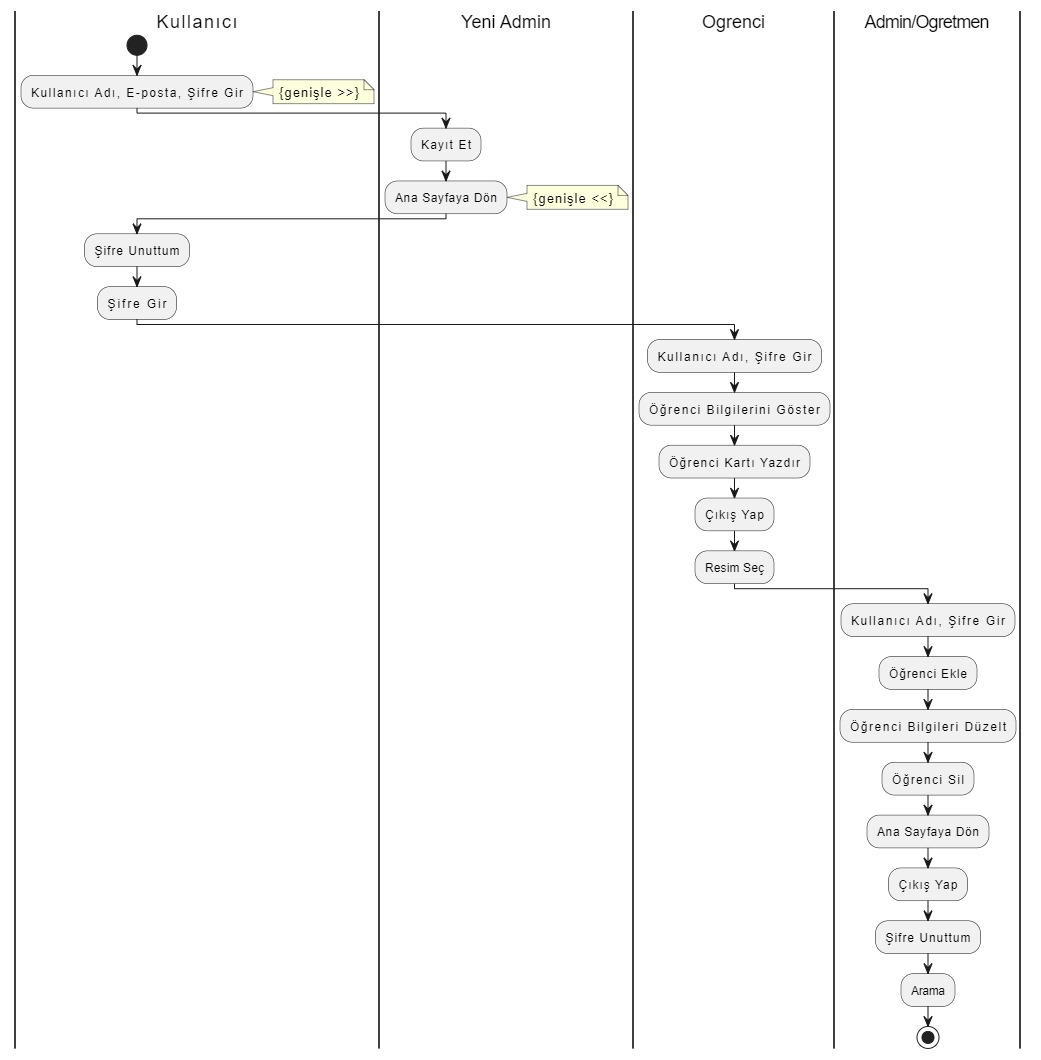 Kullanıcı
Yeni Admin
Ogrenci
Admin/Ogretmen
Kullanıcı Adı, E-posta, Şifre Gir
{genişle >>}
Kayıt Et
Ana Sayfaya Dön
{genişle <<}
Şifre Unuttum
Şifre Gir
Kullanıcı Adı, Şifre Gir
Öğrenci Bilgilerini Göster
Öğrenci Kartı Yazdır
Çıkış Yap
Resim Seç
Kullanıcı Adı, Şifre Gir
Öğrenci Ekle
Öğrenci Bilgileri Düzelt
Öğrenci Sil
Ana Sayfaya Dön
Çıkış Yap
Şifre Unuttum
Arama